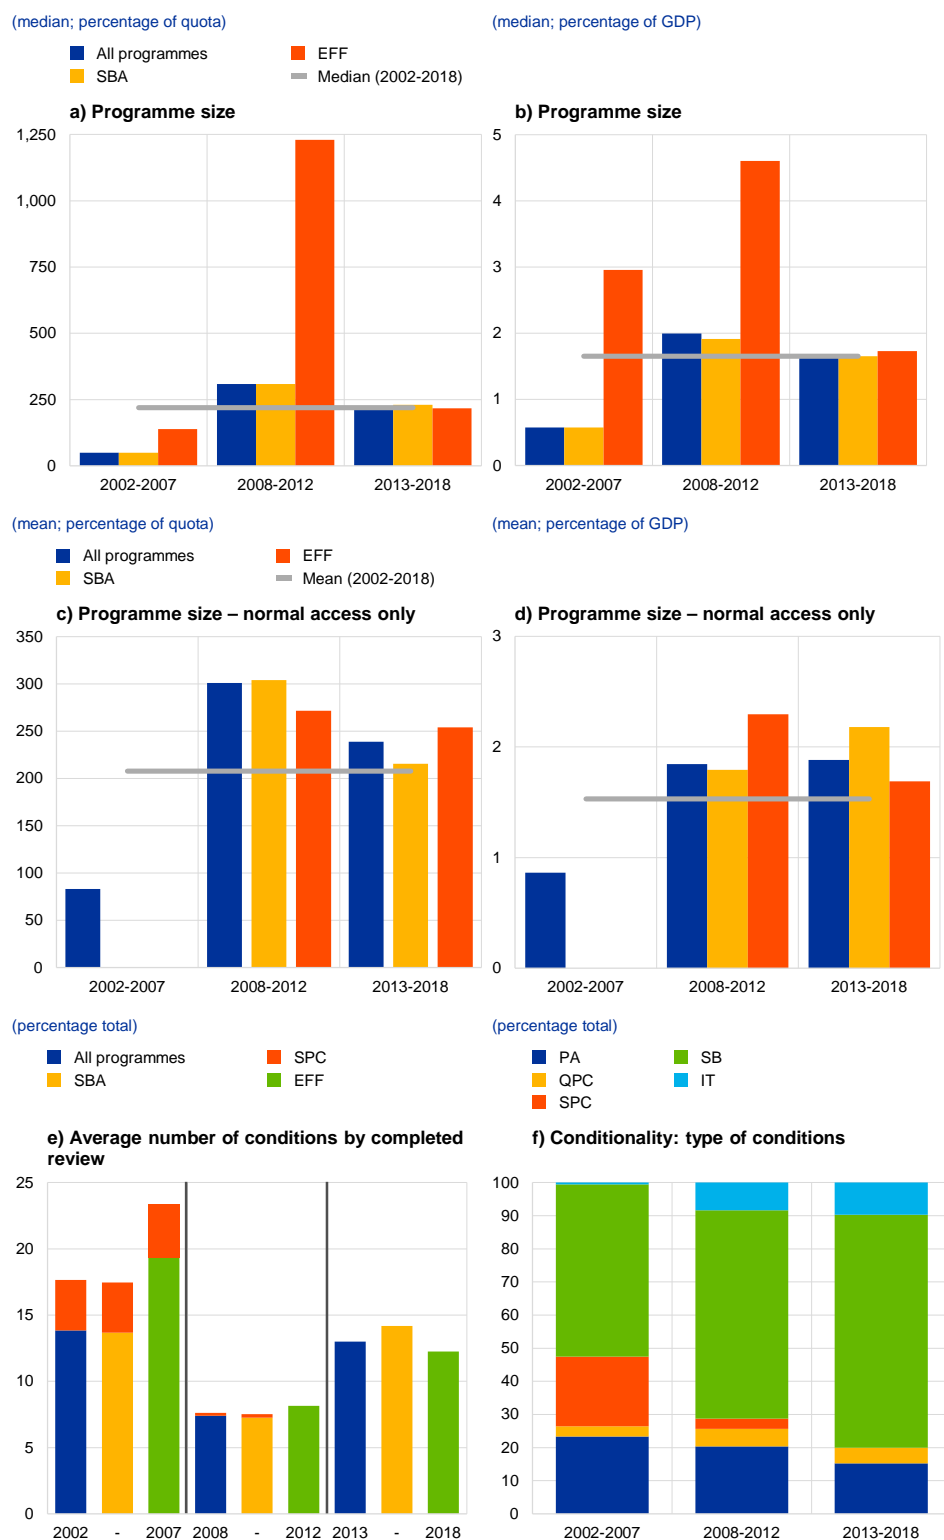 (median; percentage of quota)
(median; percentage of GDP)
All programmes
EFF
SBA
Median (2002-2018)
a) Programme size
b) Programme size
1,250
1,000
750
500
250
0
2002-2007
2008-2012
2013-2018
5
4
3
2
1
0
2002-2007
2008-2012
2013-2018
(mean; percentage of quota)
(mean; percentage of GDP)
All programmes
EFF
SBA
Mean (2002-2018)
c) Programme size – normal access only
d) Programme size – normal access only
350
300
250
200
150
100
50
0
2002-2007
2008-2012
2013-2018
3
2
1
0
2002-2007
2008-2012
2013-2018
(percentage total)
(percentage total)
All programmes
SPC
SBA
EFF
PA
SB
QPC
IT
SPC
e) Average number of conditions by completed
review
f) Conditionality: type of conditions
25
20
15
10
5
0
2002 - 2007 2008 - 2012 2013 - 2018
100
90
80
70
60
50
40
30
20
10
0
2002-2007
2008-2012
2013-2018